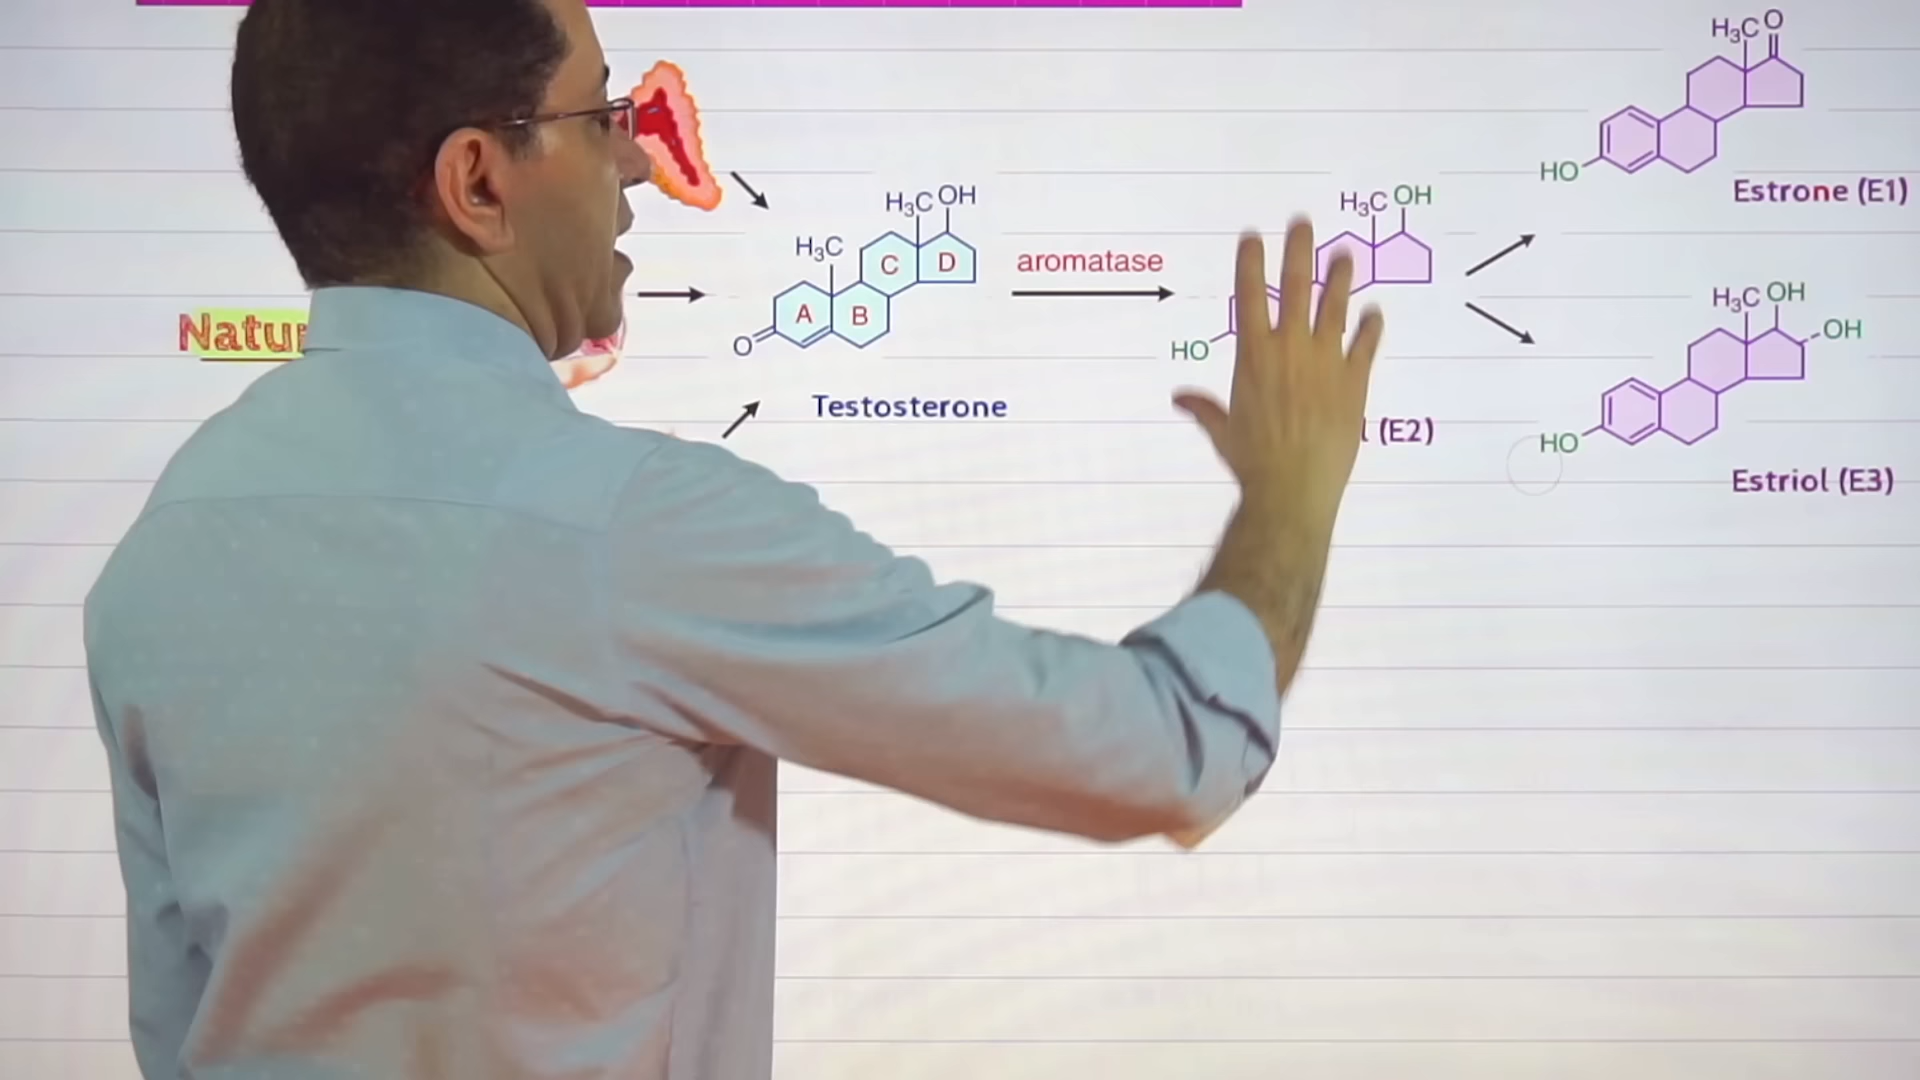 Natur
H₃C OH
H₃C
C D
A B
O
Testosterone
aromatase
H₃C OH
HO
l (E2)
H₃C O
HO
Estrone (E1)
H₃C OH
OH
HO
Estriol (E3)